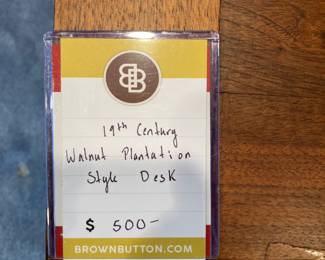 BB
19th Century
Walnut Plantation
Style Desk
$ 500-
BROWNBUTTON.COM